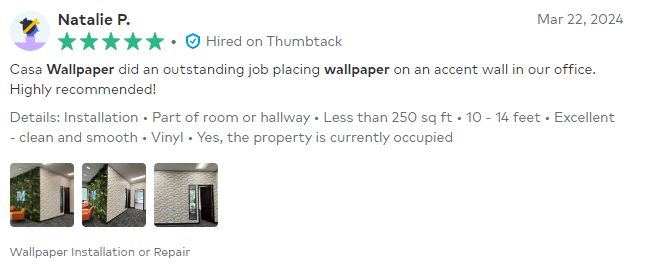 Natalie P.
Mar 22, 2024
• Hired on Thumbtack
Casa Wallpaper did an outstanding job placing wallpaper on an accent wall in our office.
Highly recommended!
Details: Installation • Part of room or hallway • Less than 250 sq ft • 10 - 14 feet • Excellent
- clean and smooth • Vinyl • Yes, the property is currently occupied
Wallpaper Installation or Repair